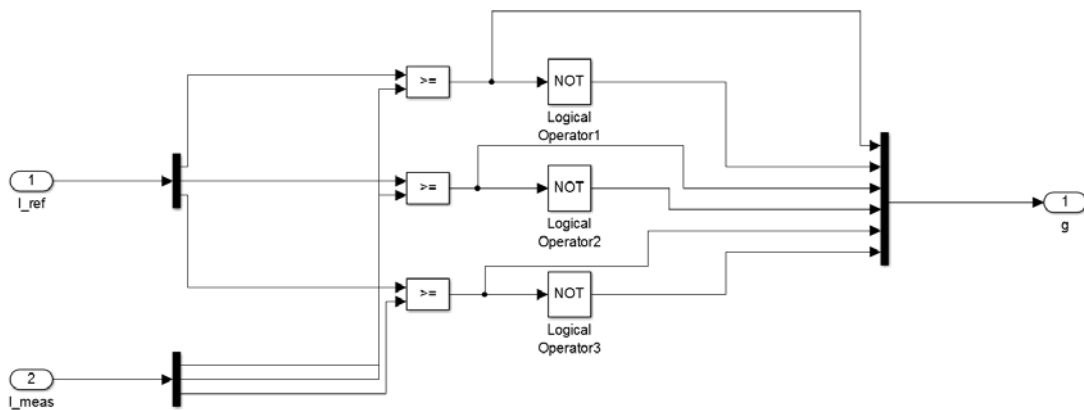 >=
NOT
Logical
Operator1
1
I_ref
>=
NOT
Logical
Operator2
1
g
>=
NOT
Logical
Operator3
2
I_meas